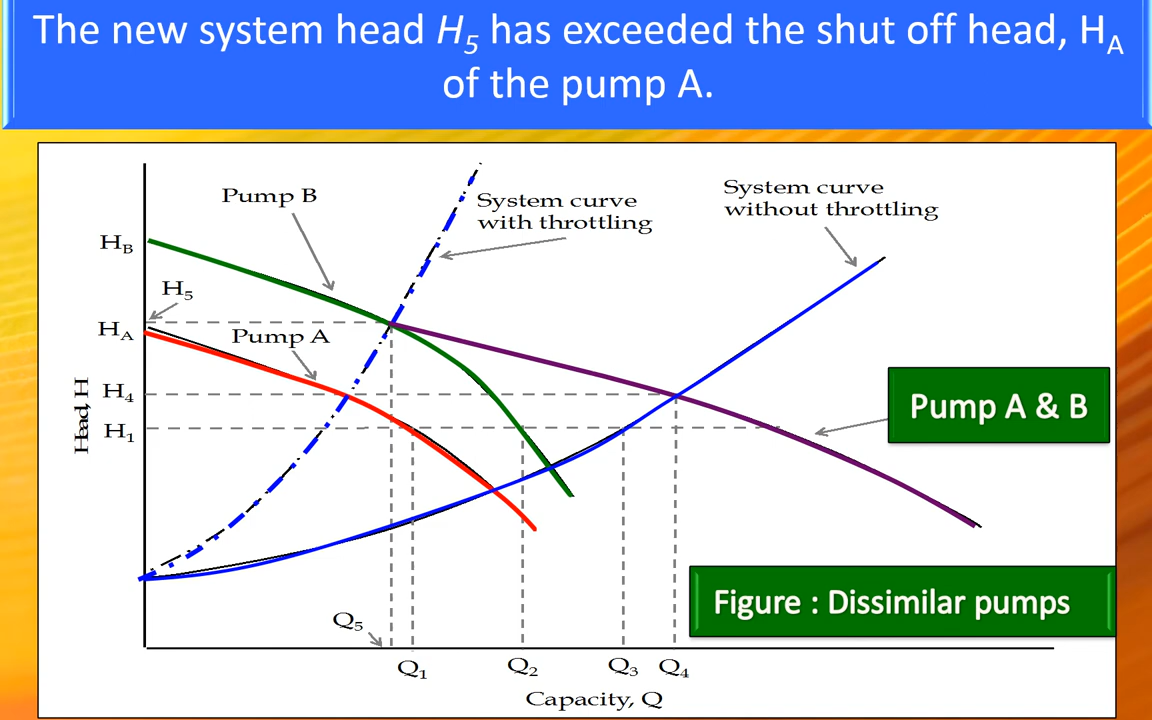 The new system head H5 has exceeded the shut off head, HA
of the pump A.
Pump B
System curve
with throttling
System curve
without throttling
HB
H5
HA
Pump A
H4
H1
Head, H
Pump A & B
Figure : Dissimilar pumps
Q5
Q1
Q2
Q3
Q4
Capacity, Q